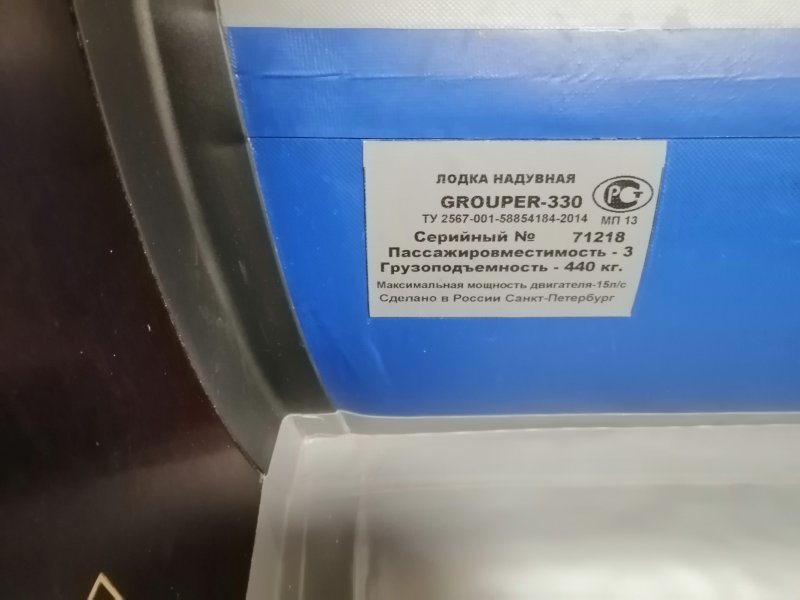 ЛОДКА НАДУВНАЯ
GROUPER-330
РСТ
ТУ 2567-001-58854184-2014 МП 13
Серийный № 71218
Пассажировместимость - 3
Грузоподъемность - 440 кг.
Максимальная мощность двигателя-15л/с
Сделано в России Санкт-Петербург